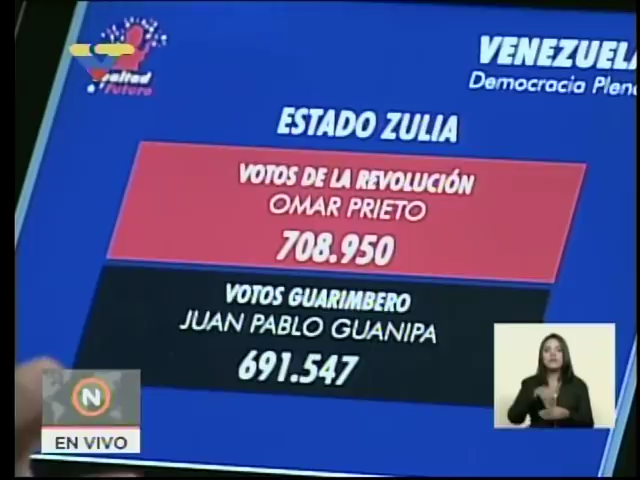 VENEZUELA
Democracia Plen
Lealtad
& Futuro
ESTADO ZULIA
VOTOS DE LA REVOLUCIÓN
OMAR PRIETO
708.950
VOTOS GUARIMBERO
JUAN PABLO GUANIPA
691.547
N
EN VIVO